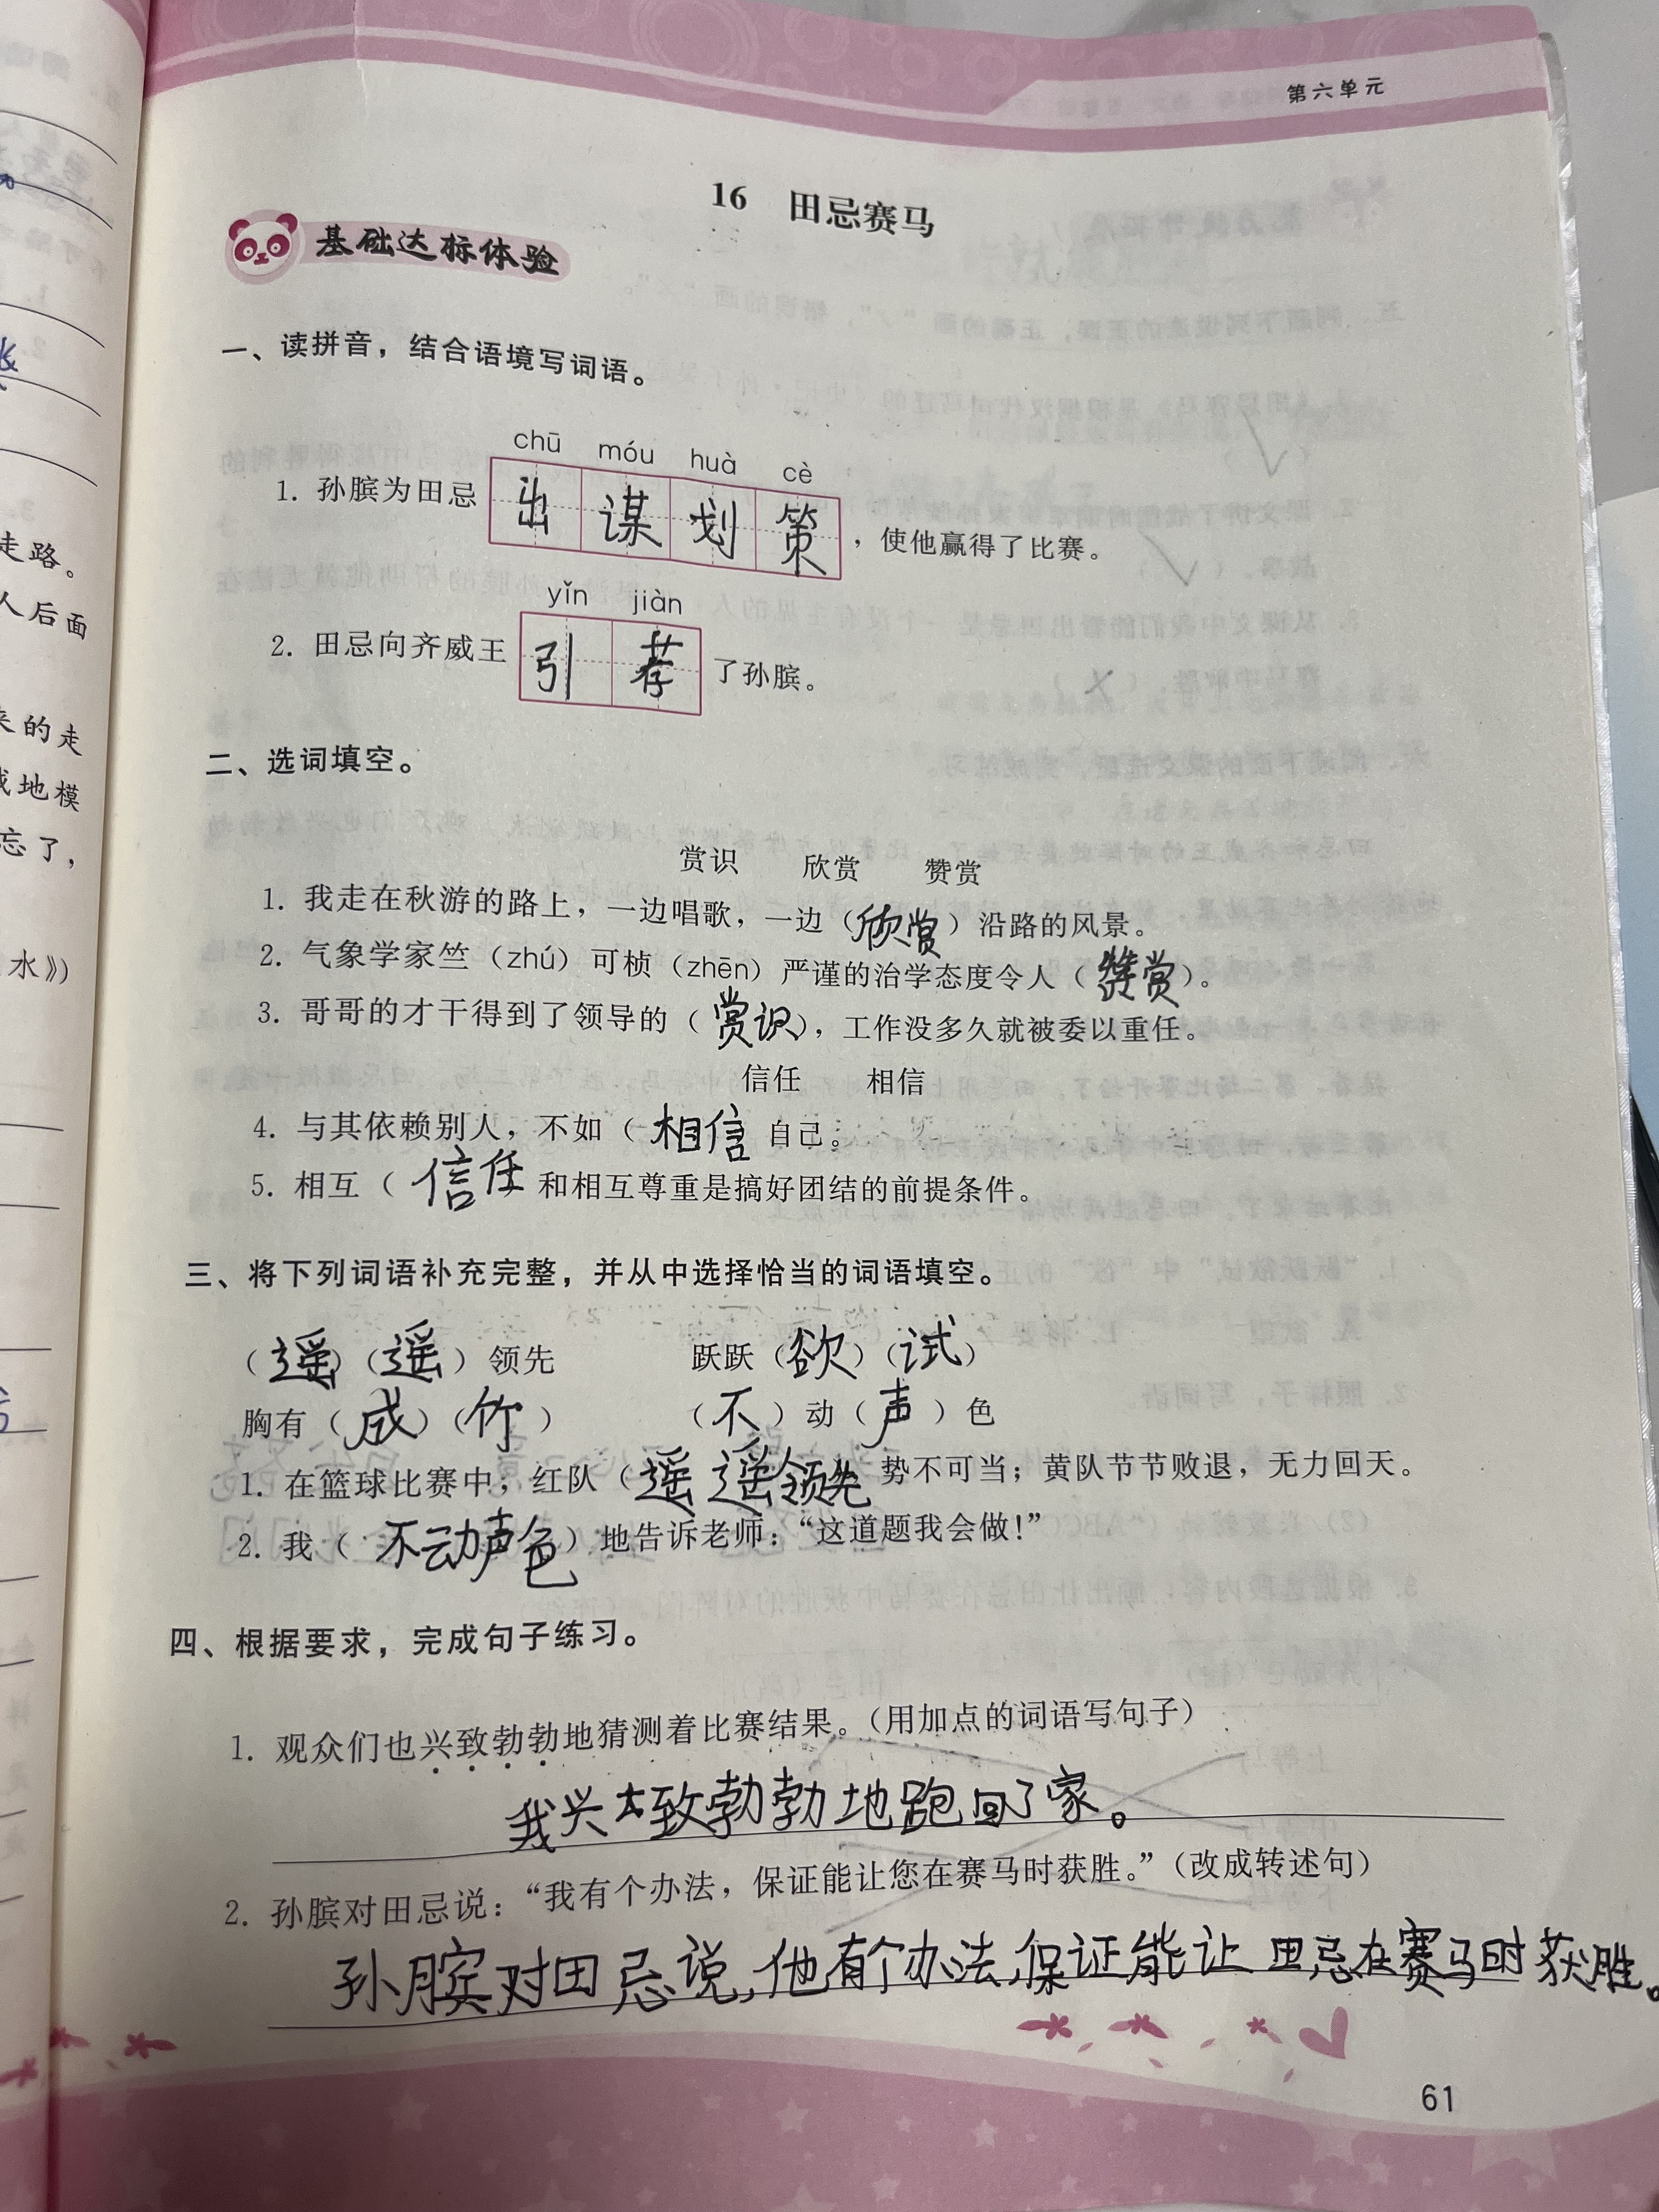 第六单元
16 田忌赛马
基础达标体验
一、读拼音，结合语境写词语。
chū móu huà cè
1. 孙膑为田忌出谋划策，使他赢得了比赛。
yǐn jiàn
2. 田忌向齐威王引荐了孙膑。
二、选词填空。
赏识 欣赏 赞赏
1. 我走在秋游的路上，一边唱歌，一边（欣赏）沿路的风景。
2. 气象学家竺（zhú）可桢（zhēn）严谨的治学态度令人（赞赏）。
3. 哥哥的才干得到了领导的（赏识），工作没多久就被委以重任。
信任 相信
4. 与其依赖别人，不如（相信自己。
5. 相互（信任和相互尊重是搞好团结的前提条件。
三、将下列词语补充完整，并从中选择恰当的词语填空。
（遥）（遥）领先 跃跃（欲）（试）
胸有（成）（竹） （不）动（声）色
1. 在篮球比赛中，红队（遥遥领先势不可当；黄队节节败退，无力回天。
2. 我（不动声色）地告诉老师：“这道题我会做！”
四、根据要求，完成句子练习。
1. 观众们也兴致勃勃地猜测着比赛结果。（用加点的词语写句子）
我兴致勃勃地跑回了家。
2. 孙膑对田忌说：“我有个办法，保证能让您在赛马时获胜。”（改成转述句）
孙膑对田忌说，他有个办法，保证能让田忌在赛马时获胜。
61
走路。
人后面
来的走
地模
忘了，
水》）